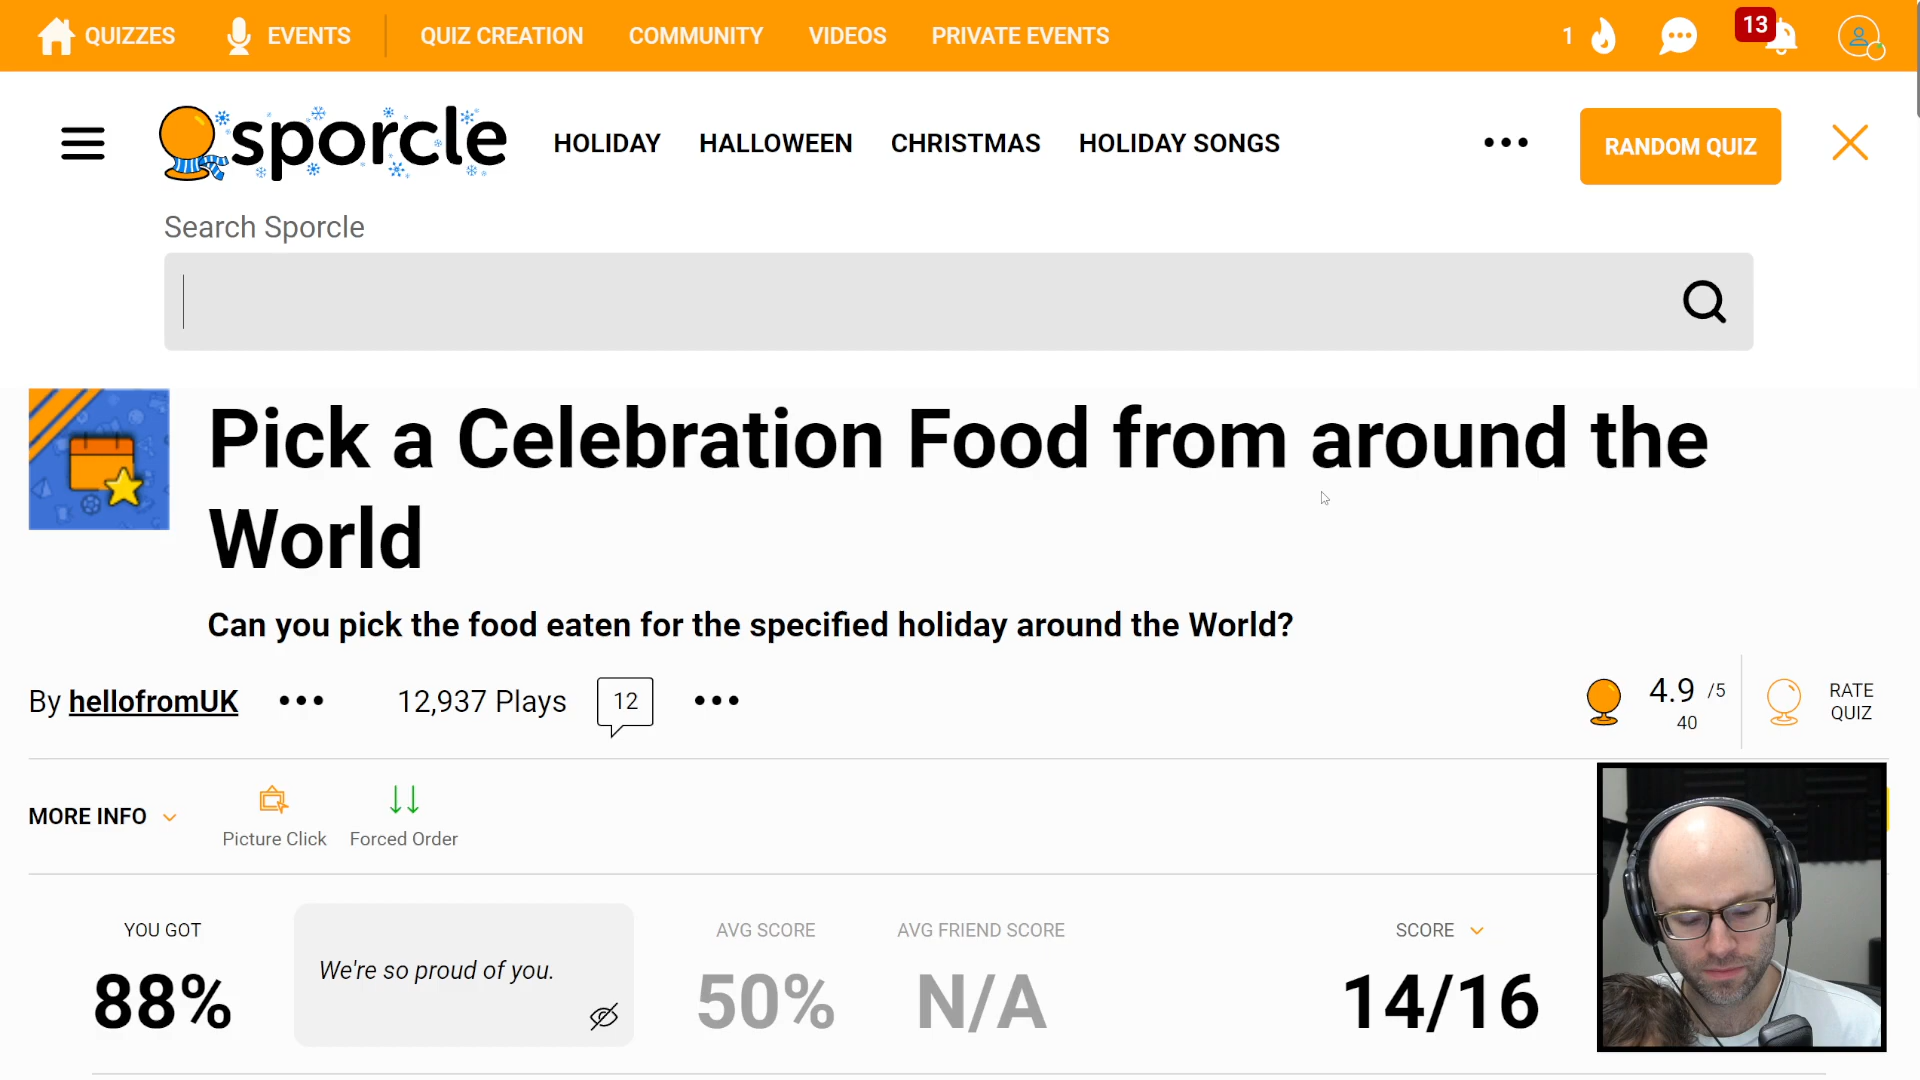 QUIZZES EVENTS QUIZ CREATION COMMUNITY VIDEOS PRIVATE EVENTS 1 13
sporcle HOLIDAY HALLOWEEN CHRISTMAS HOLIDAY SONGS RANDOM QUIZ
Search Sporcle
Pick a Celebration Food from around the
World
Can you pick the food eaten for the specified holiday around the World?
By hellofromUK 12,937 Plays 12 4.9 /5 40 RATE QUIZ
MORE INFO Picture Click Forced Order
YOU GOT AVG SCORE AVG FRIEND SCORE SCORE
88% We're so proud of you. 50% N/A 14/16